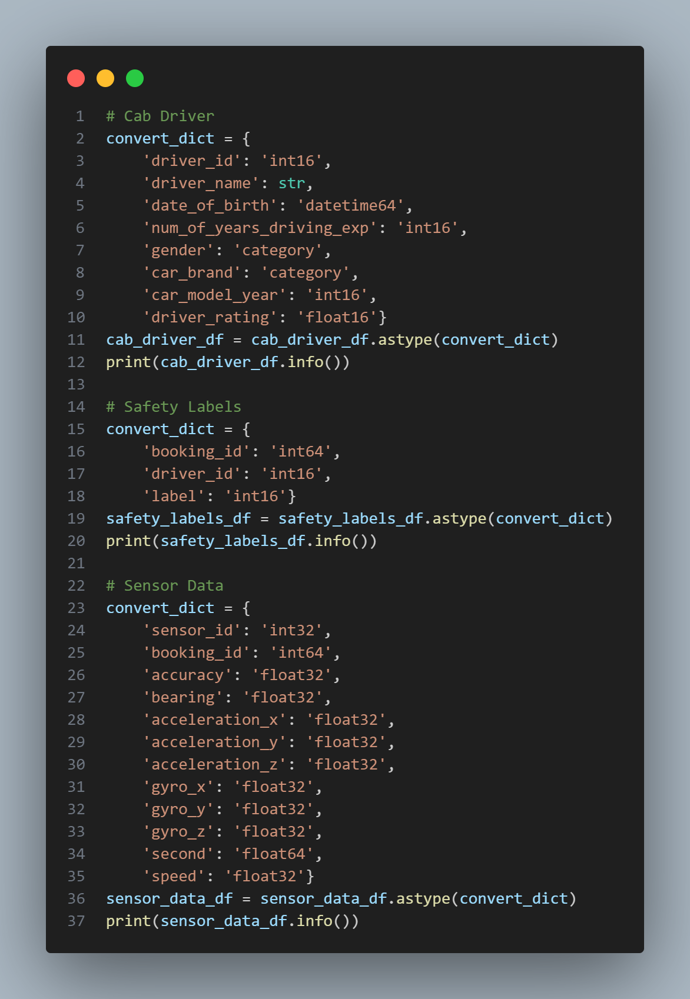 1 # Cab Driver
2 convert_dict = {
3     'driver_id': 'int16',
4     'driver_name': str,
5     'date_of_birth': 'datetime64',
6     'num_of_years_driving_exp': 'int16',
7     'gender': 'category',
8     'car_brand': 'category',
9     'car_model_year': 'int16',
10     'driver_rating': 'float16'}
11 cab_driver_df = cab_driver_df.astype(convert_dict)
12 print(cab_driver_df.info())
13
14 # Safety Labels
15 convert_dict = {
16     'booking_id': 'int64',
17     'driver_id': 'int16',
18     'label': 'int16'}
19 safety_labels_df = safety_labels_df.astype(convert_dict)
20 print(safety_labels_df.info())
21
22 # Sensor Data
23 convert_dict = {
24     'sensor_id': 'int32',
25     'booking_id': 'int64',
26     'accuracy': 'float32',
27     'bearing': 'float32',
28     'acceleration_x': 'float32',
29     'acceleration_y': 'float32',
30     'acceleration_z': 'float32',
31     'gyro_x': 'float32',
32     'gyro_y': 'float32',
33     'gyro_z': 'float32',
34     'second': 'float64',
35     'speed': 'float32'}
36 sensor_data_df = sensor_data_df.astype(convert_dict)
37 print(sensor_data_df.info())